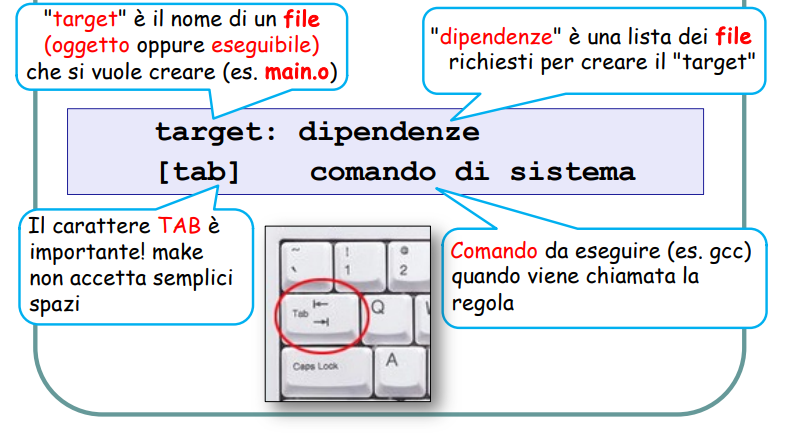 "target" è il nome di un file
(oggetto oppure eseguibile)
che si vuole creare (es. main.o)
"dipendenze" è una lista dei file
richiesti per creare il "target"
target: dipendenze
[tab] comando di sistema
Il carattere TAB è
importante! make
non accetta semplici
spazi
~
`
!
1
@
2
Tab
Q
Caps Lock
A
Comando da eseguire (es. gcc)
quando viene chiamata la
regola